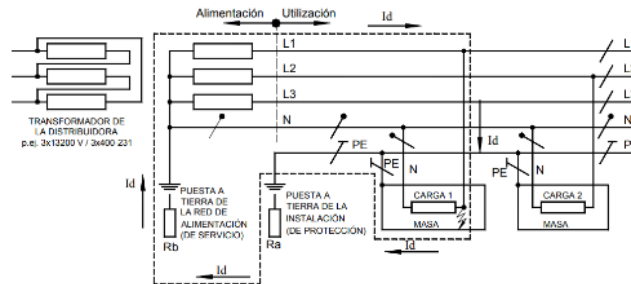 Alimentación Utilización
Id
L1
L2
L3
N
PE
L
L
N
P
TRANSFORMADOR DE
LA DISTRIBUIDORA
p.ej. 3x13200 V / 3x400 231
Id
PE
N
Id
PE
N
PUESTA A
TIERRA DE
LA RED DE
ALIMENTACIÓN
(DE SERVICIO)
Rb
PUESTA A
TIERRA DE LA
INSTALACIÓN
(DE PROTECCIÓN)
Ra
CARGA 1
MASA
CARGA 2
MASA
Id
Id